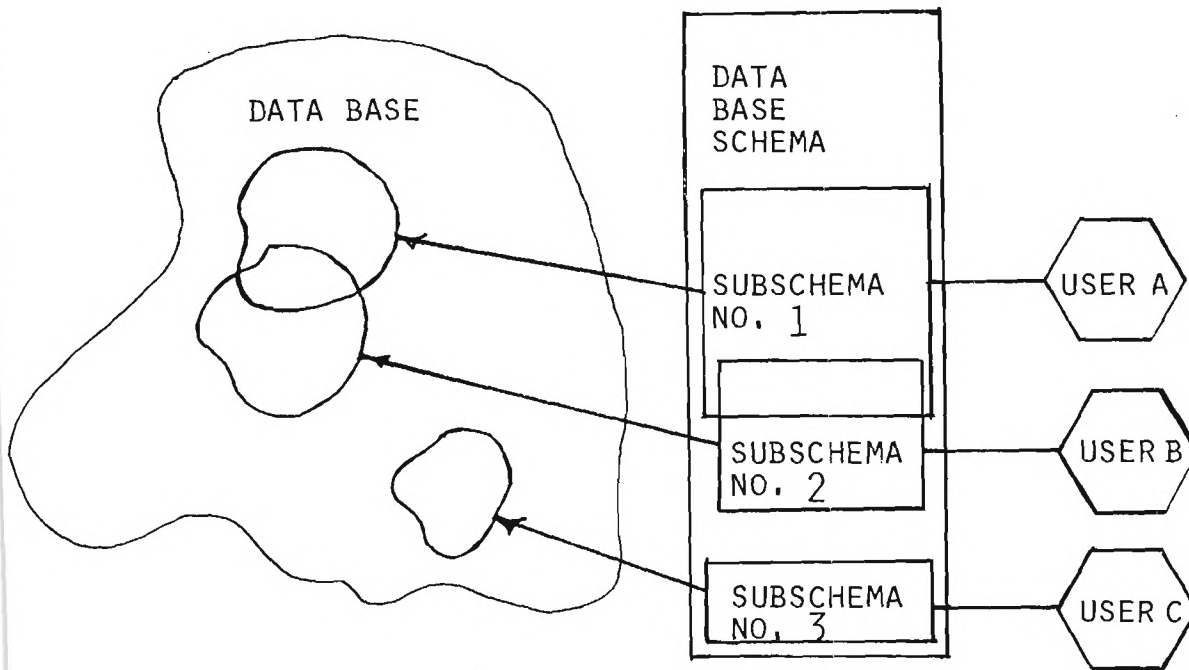 DATA BASE
DATA
BASE
SCHEMA
SUBSCHEMA
NO. 1
USER A
SUBSCHEMA
NO. 2
USER B
SUBSCHEMA
NO. 3
USER C